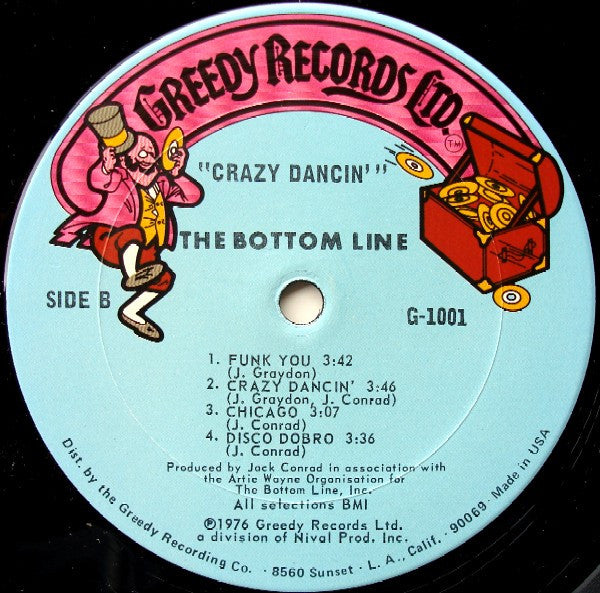 GREEDY RECORDS LTD.
TM
"CRAZY DANCIN'"
THE BOTTOM LINE
SIDE B
G-1001
1. FUNK YOU 3:42
(J. Graydon)
2. CRAZY DANCIN' 3:46
(J. Graydon, J. Conrad)
3. CHICAGO 3:07
(J. Conrad)
4. DISCO DOBRO 3:36
(J. Conrad)
Produced by Jack Conrad in association with
the Artie Wayne Organisation for
The Bottom Line, Inc.
All selections BMI
℗1976 Greedy Records Ltd.
a division of Nival Prod. Inc.
Dist. by the Greedy Recording Co. · 8560 Sunset · L. A., Calif. · 90069 · Made in USA